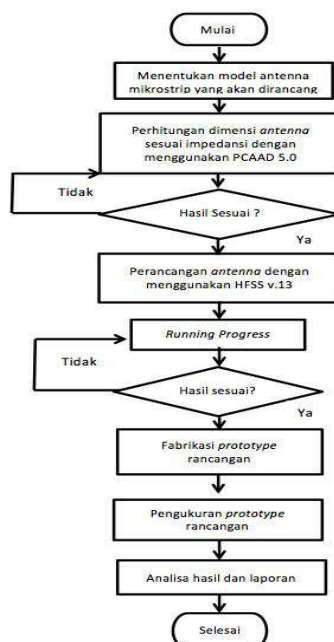 Mulai
Menentukan model antenna
mikrostrip yang akan dirancang
Perhitungan dimensi antenna
sesuai impedansi dengan
menggunakan PCAAD 5.0
Tidak
Hasil Sesuai ?
Ya
Perancangan antenna dengan
menggunakan HFSS v.13
Running Progress
Tidak
Hasil sesuai?
Ya
Fabrikasi prototype
rancangan
Pengukuran prototype
rancangan
Analisa hasil dan laporan
Selesai